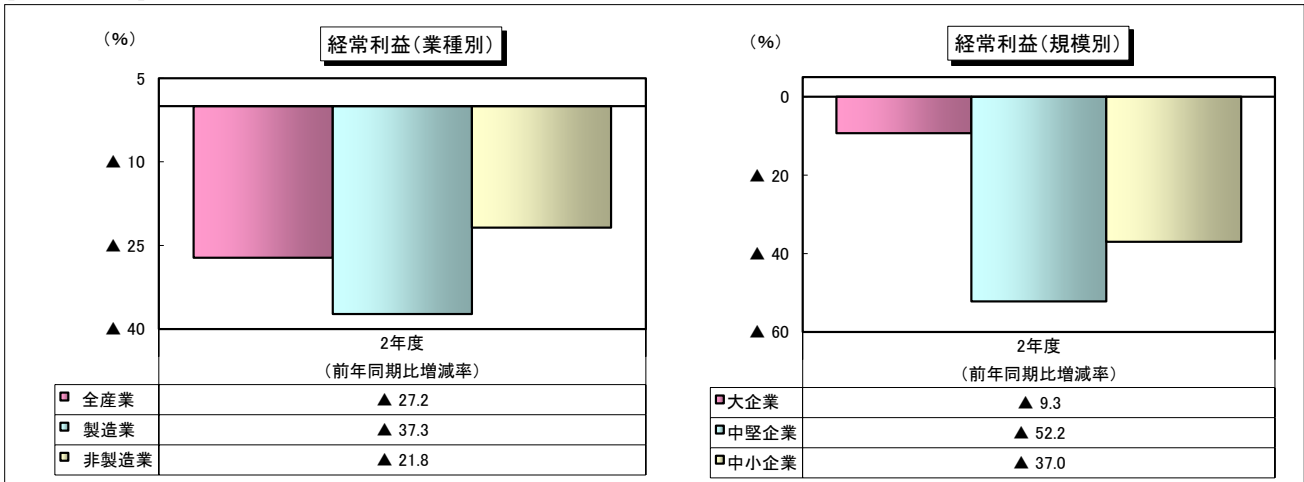 (%)
経常利益(業種別)
5
▲ 10
▲ 25
▲ 40
2年度
(前年同期比増減率)
全産業 ▲ 27.2
製造業 ▲ 37.3
非製造業 ▲ 21.8
(%)
経常利益(規模別)
0
▲ 20
▲ 40
▲ 60
2年度
(前年同期比増減率)
大企業 ▲ 9.3
中堅企業 ▲ 52.2
中小企業 ▲ 37.0